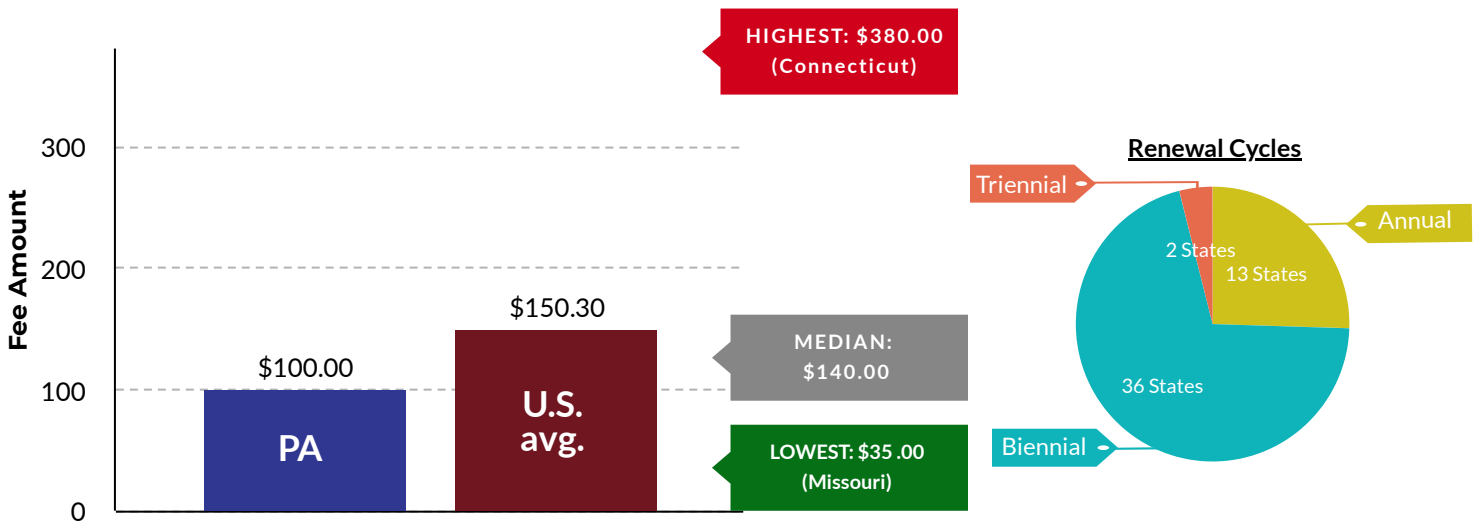 HIGHEST: $380.00
(Connecticut)
300
Renewal Cycles
Triennial
Annual
Fee Amount
2 States
13 States
200
$150.30
MEDIAN:
$140.00
$100.00
100
36 States
U.S.
avg.
PA
Biennial
LOWEST: $35.00
(Missouri)
0